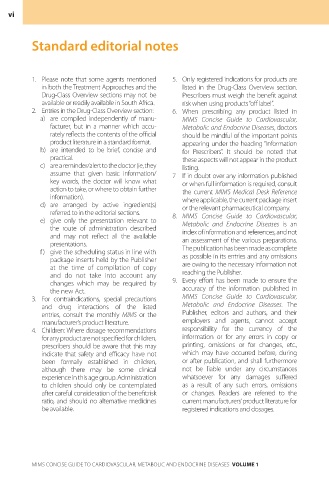 vi
Standard editorial notes
1. Please note that some agents mentioned
in both the Treatment Approaches and the
Drug-Class Overview sections may not be
available or readily available in South Africa.
2. Entries in the Drug-Class Overview section:
a) are compiled independently of manu-
facturer, but in a manner which accu-
rately reflects the contents of the official
product literature in a standard format.
b) are intended to be brief, concise and
practical.
c) are a reminders/alert to the doctor (ie, they
assume that given basic information/
key words, the doctor will know what
action to take, or where to obtain further
information).
d) are arranged by active ingredient(s)
referred to in the editorial sections.
e) give only the presentation relevant to
the route of administration described
and may not reflect all the available
presentations.
f) give the scheduling status in line with
package inserts held by the Publisher
at the time of compilation of copy
and do not take into account any
changes which may be required by
the new Act.
3. For contraindications, special precautions
and drug interactions of the listed
entries, consult the monthly MIMS or the
manufacturer's product literature.
4. Children: Where dosage recommendations
for any product are not specified for children,
prescribers should be aware that this may
indicate that safety and efficacy have not
been formally established in children,
although there may be some clinical
experience in this age group. Administration
to children should only be contemplated
after careful consideration of the benefit:risk
ratio, and should no alternative medicines
be available.
5. Only registered indications for products are
listed in the Drug-Class Overview section.
Prescribers must weigh the benefit against
risk when using products "off label".
6. When prescribing any product listed in
MIMS Concise Guide to Cardiovascular,
Metabolic and Endocrine Diseases, doctors
should be mindful of the important points
appearing under the heading "Information
for Prescribers". It should be noted that
these aspects will not appear in the product
listing.
7 If in doubt over any information published
or when full information is required, consult
the current MIMS Medical Desk Reference
where applicable, the current package insert
or the relevant pharmaceutical company.
8. MIMS Concise Guide to Cardiovascular,
Metabolic and Endocrine Diseases is an
index of information and references, and not
an assessment of the various preparations.
The publication has been made as complete
as possible in its entries and any omissions
are owing to the necessary information not
reaching the Publisher.
9. Every effort has been made to ensure the
accuracy of the information published in
MIMS Concise Guide to Cardiovascular,
Metabolic and Endocrine Diseases. The
Publisher, editors and authors, and their
employers and agents, cannot accept
responsibility for the currency of the
information or for any errors in copy or
printing, omissions or for changes, etc.,
which may have occurred before, during
or after publication, and shall furthermore
not be liable under any circumstances
whatsoever for any damages suffered
as a result of any such errors, omissions
or changes. Readers are referred to the
current manufacturers' product literature for
registered indications and dosages.
MIMS CONCISE GUIDE TO CARDIOVASCULAR, METABOLIC AND ENDOCRINE DISEASES VOLUME 1